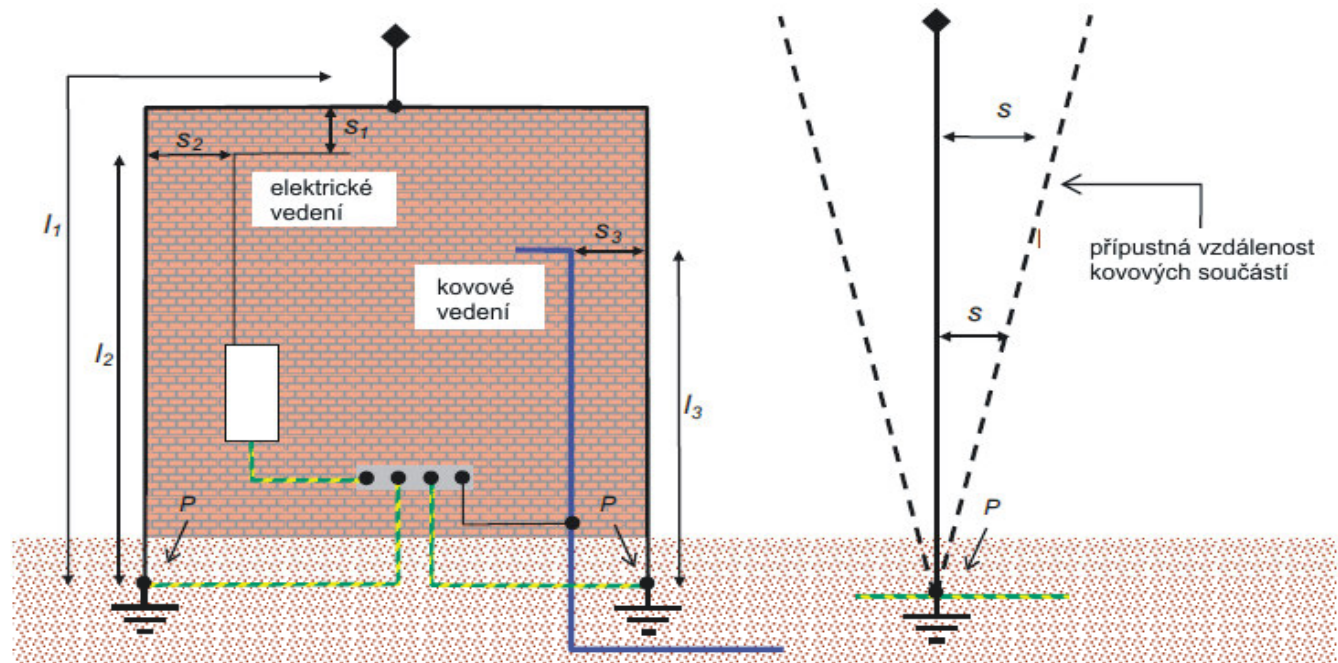 s1
s2
elektrické
vedení
l1
s3
kovové
vedení
l2
l3
P
P
s
přípustná vzdálenost
kovových součástí
s
P